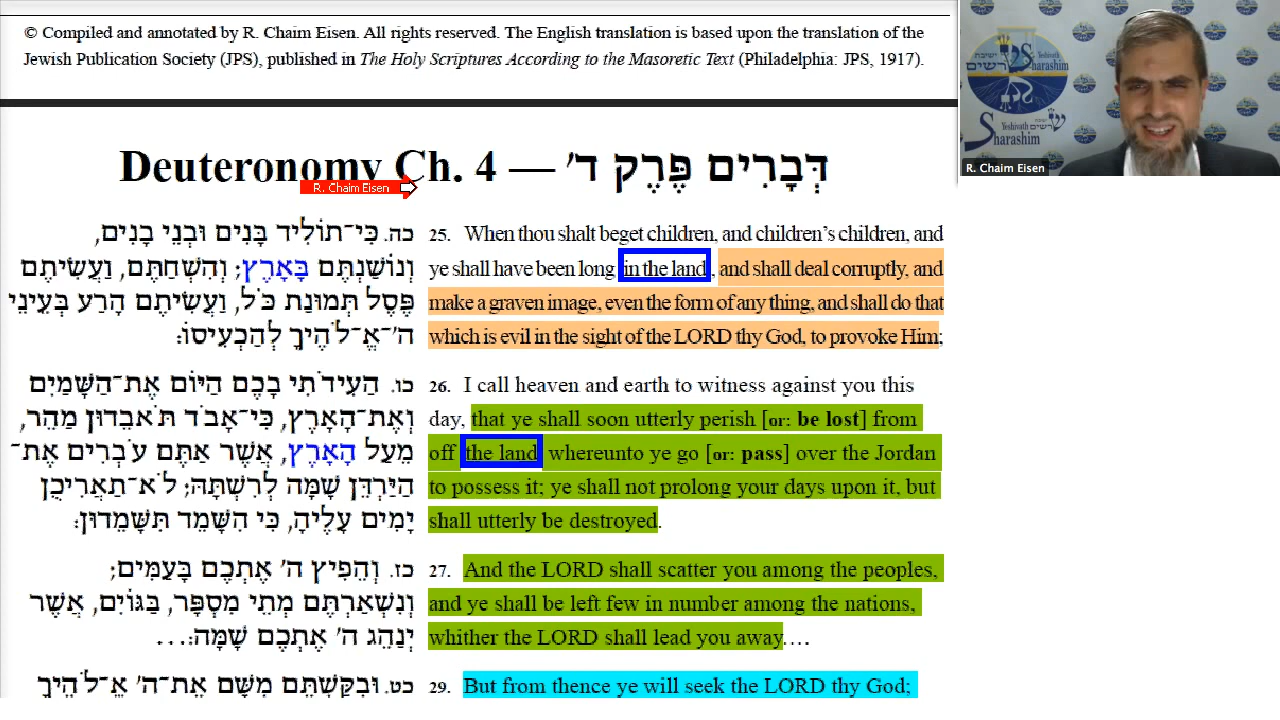 © Compiled and annotated by R. Chaim Eisen. All rights reserved. The English translation is based upon the translation of the
Jewish Publication Society (JPS), published in The Holy Scriptures According to the Masoretic Text (Philadelphia: JPS, 1917).
Deuteronomy Ch. 4 — דְּבָרִים פֶּרֶק ד'
R. Chaim Eisen
כה. כִּי־תוֹלִיד בָּנִים וּבְנֵי בָנִים,
וְנוֹשַׁנְתֶּם בָּאָרֶץ; וְהִשְׁחַתֶּם, וַעֲשִׂיתֶם
פֶּסֶל תְּמוּנַת כֹּל, וַעֲשִׂיתֶם הָרַע בְּעֵינֵי
ה'־אֱ־לֹהֶיךָ לְהַכְעִיסוֹ:
25. When thou shalt beget children, and children's children, and
ye shall have been long in the land, and shall deal corruptly, and
make a graven image, even the form of any thing, and shall do that
which is evil in the sight of the LORD thy God, to provoke Him;
כו. הַעִידֹתִי בָכֶם הַיּוֹם אֶת־הַשָּׁמַיִם
וְאֶת־הָאָרֶץ, כִּי־אָבֹד תֹּאבֵדוּן מַהֵר,
מֵעַל הָאָרֶץ, אֲשֶׁר אַתֶּם עֹבְרִים אֶת־
הַיַּרְדֵּן שָׁמָּה לְרִשְׁתָּהּ; לֹא־תַאֲרִיכֻן
יָמִים עָלֶיהָ, כִּי הִשָּׁמֵד תִּשָּׁמֵדוּן:
26. I call heaven and earth to witness against you this
day, that ye shall soon utterly perish [or: be lost] from
off the land whereunto ye go [or: pass] over the Jordan
to possess it; ye shall not prolong your days upon it, but
shall utterly be destroyed.
כז. וְהֵפִיץ ה' אֶתְכֶם בָּעַמִּים;
וְנִשְׁאַרְתֶּם מְתֵי מִסְפָּר, בַּגּוֹיִם, אֲשֶׁר
יְנַהֵג ה' אֶתְכֶם שָׁמָּה:...
27. And the LORD shall scatter you among the peoples,
and ye shall be left few in number among the nations,
whither the LORD shall lead you away....
כט. וּבִקַּשְׁתֶּם מִשָּׁם אֶת־ה' אֱ־לֹהֶיךָ
29. But from thence ye will seek the LORD thy God;
ישיבת
שרשים
Yeshivath
Sharashim
Yeshivath
Sharashim
R. Chaim Eisen